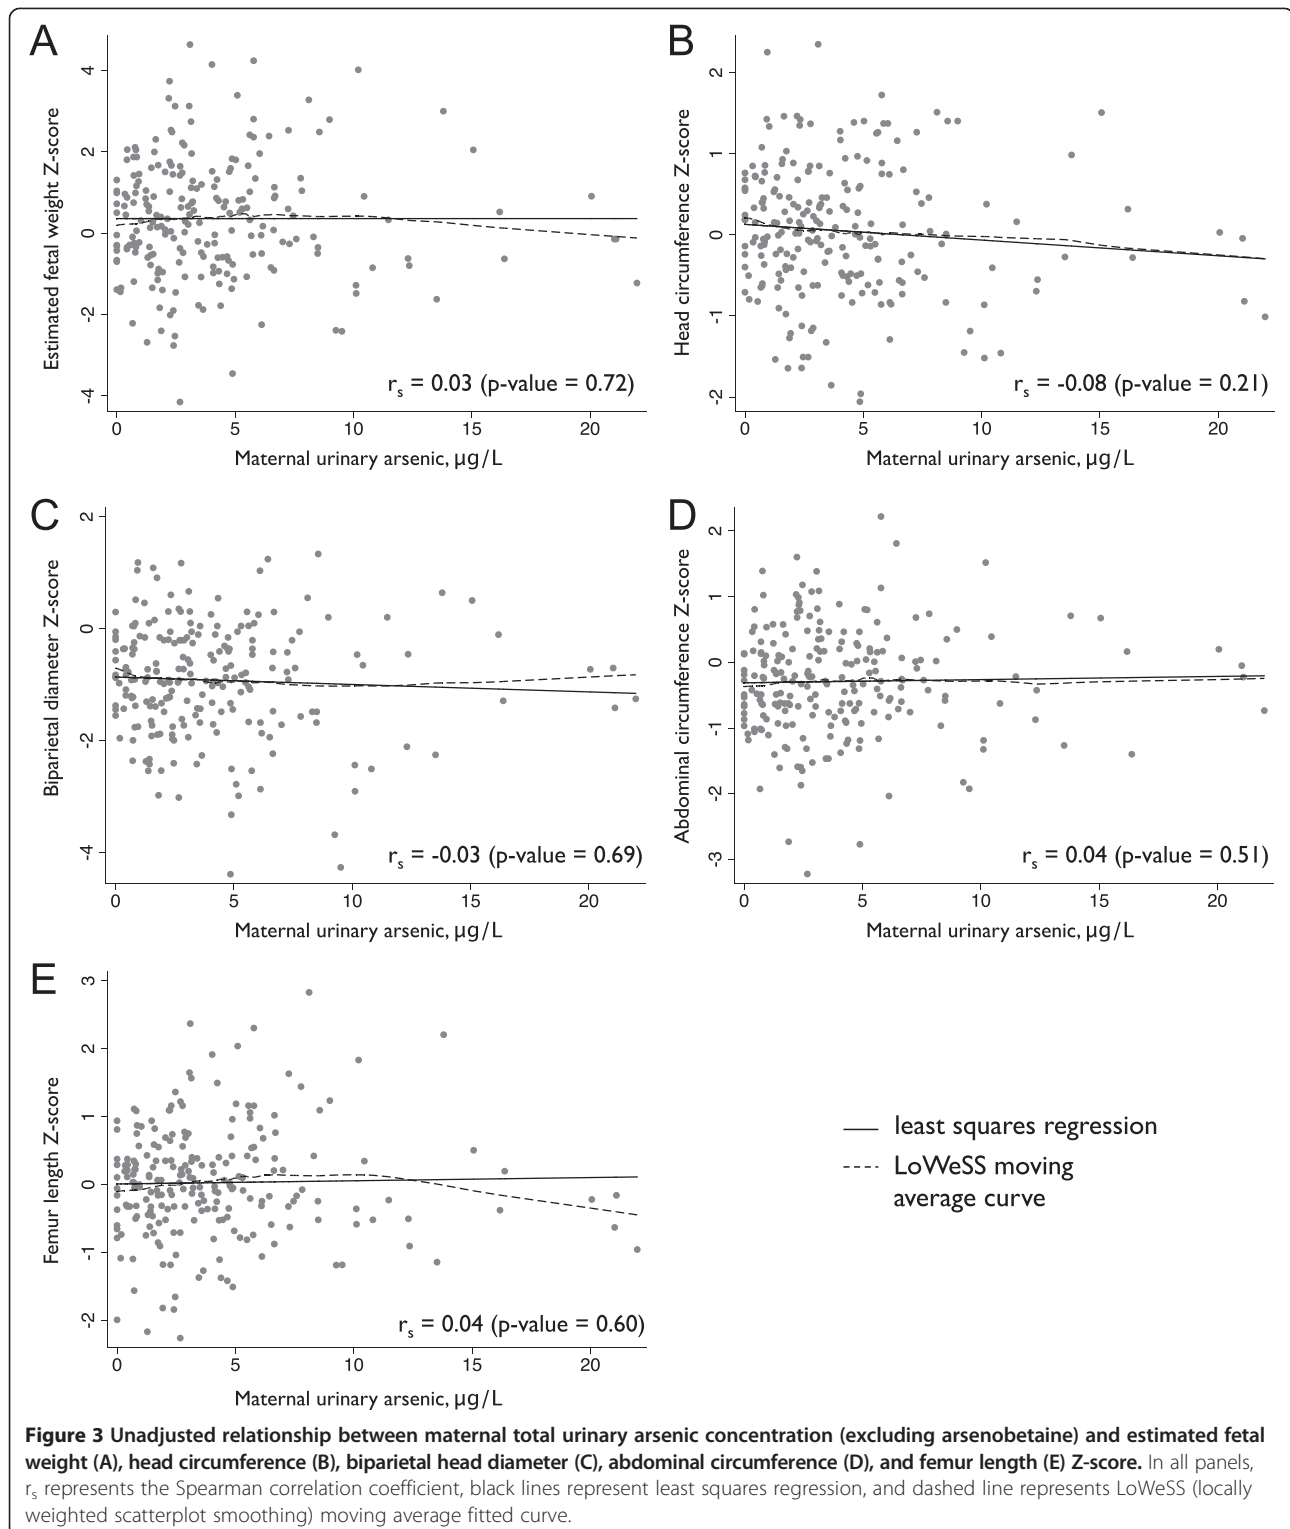 A
Estimated fetal weight Z-score
4
2
0
-2
-4
r_s = 0.03 (p-value = 0.72)
0 5 10 15 20
Maternal urinary arsenic, µg/L
B
Head circumference Z-score
2
1
0
-1
-2
r_s = -0.08 (p-value = 0.21)
0 5 10 15 20
Maternal urinary arsenic, µg/L
C
Biparietal diameter Z-score
2
0
-2
-4
r_s = -0.03 (p-value = 0.69)
0 5 10 15 20
Maternal urinary arsenic, µg/L
D
Abdominal circumference Z-score
2
1
0
-1
-2
-3
r_s = 0.04 (p-value = 0.51)
0 5 10 15 20
Maternal urinary arsenic, µg/L
E
Femur length Z-score
3
2
1
0
-1
-2
r_s = 0.04 (p-value = 0.60)
0 5 10 15 20
Maternal urinary arsenic, µg/L
least squares regression
LoWeSS moving
average curve
Figure 3 Unadjusted relationship between maternal total urinary arsenic concentration (excluding arsenobetaine) and estimated fetal
weight (A), head circumference (B), biparietal head diameter (C), abdominal circumference (D), and femur length (E) Z-score. In all panels,
r_s represents the Spearman correlation coefficient, black lines represent least squares regression, and dashed line represents LoWeSS (locally
weighted scatterplot smoothing) moving average fitted curve.